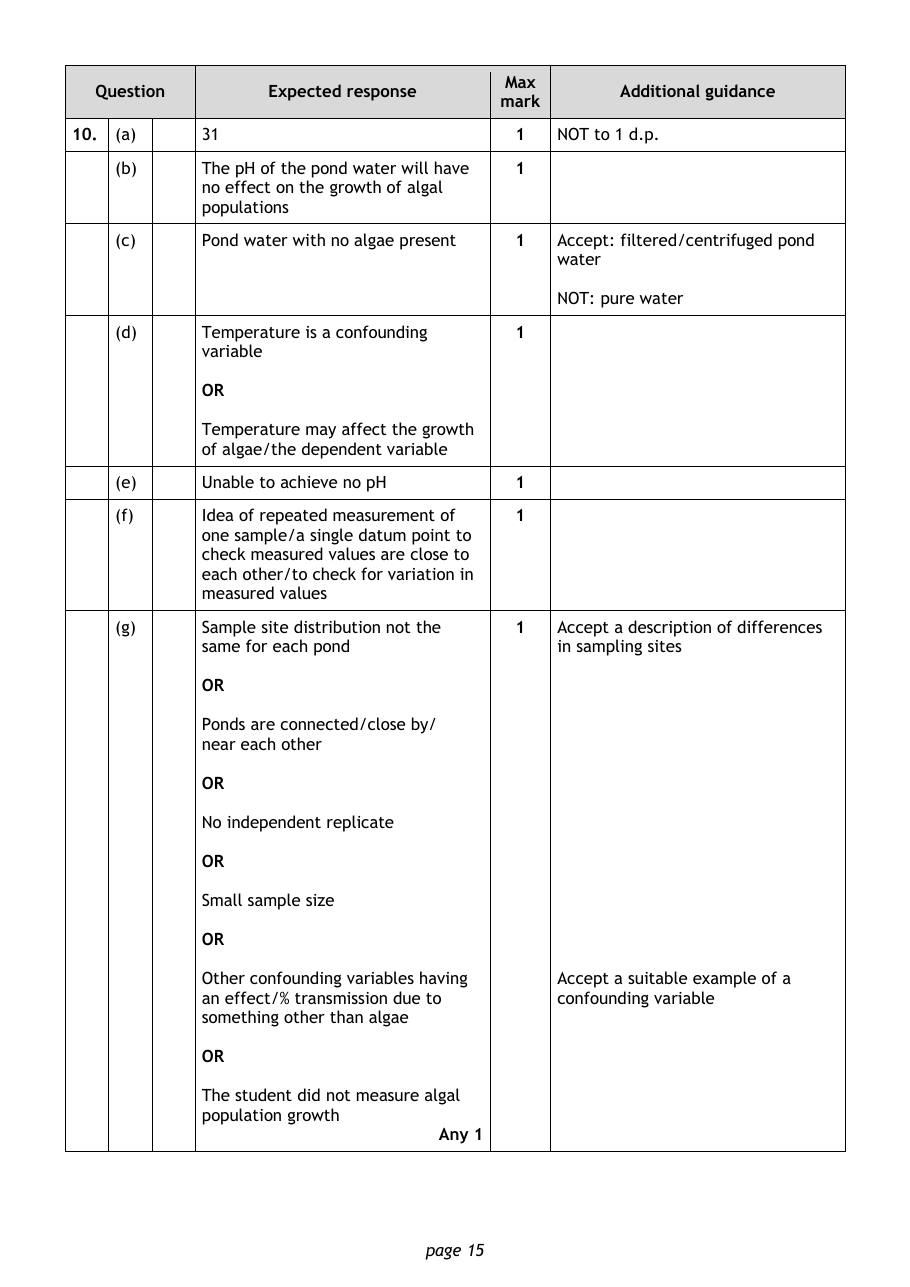 Question
Expected response
Max
mark
Additional guidance
10. (a) 31 1 NOT to 1 d.p.
(b) The pH of the pond water will have 1
no effect on the growth of algal
populations
(c) Pond water with no algae present 1 Accept: filtered/centrifuged pond
water
NOT: pure water
(d) Temperature is a confounding 1
variable
OR
Temperature may affect the growth
of algae/the dependent variable
(e) Unable to achieve no pH 1
(f) Idea of repeated measurement of 1
one sample/a single datum point to
check measured values are close to
each other/to check for variation in
measured values
(g) Sample site distribution not the 1 Accept a description of differences
same for each pond in sampling sites
OR
Ponds are connected/close by/
near each other
OR
No independent replicate
OR
Small sample size
OR
Other confounding variables having Accept a suitable example of a
an effect/% transmission due to confounding variable
something other than algae
OR
The student did not measure algal
population growth
Any 1
page 15